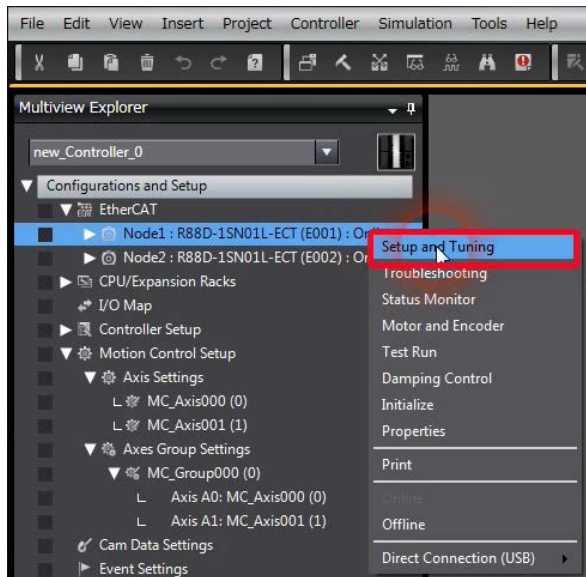 File Edit View Insert Project Controller Simulation Tools Help
Multiview Explorer
new_Controller_0
Configurations and Setup
EtherCAT
Node1 : R88D-1SN01L-ECT (E001) : O
Node2 : R88D-1SN01L-ECT (E002) : O
CPU/Expansion Racks
I/O Map
Controller Setup
Motion Control Setup
Axis Settings
MC_Axis000 (0)
MC_Axis001 (1)
Axes Group Settings
MC_Group000 (0)
Axis A0: MC_Axis000 (0)
Axis A1: MC_Axis001 (1)
Cam Data Settings
Event Settings
Setup and Tuning
Troubleshooting
Status Monitor
Motor and Encoder
Test Run
Damping Control
Initialize
Properties
Print
Online
Offline
Direct Connection (USB)